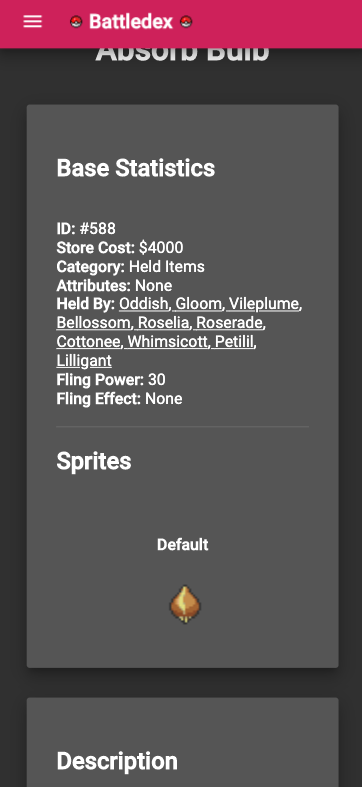 Battledex
Absorb Bulb
Base Statistics
ID: #588
Store Cost: $4000
Category: Held Items
Attributes: None
Held By: Oddish, Gloom, Vileplume,
Bellossom, Roselia, Roserade,
Cottonee, Whimsicott, Petilil,
Lilligant
Fling Power: 30
Fling Effect: None
Sprites
Default
Description